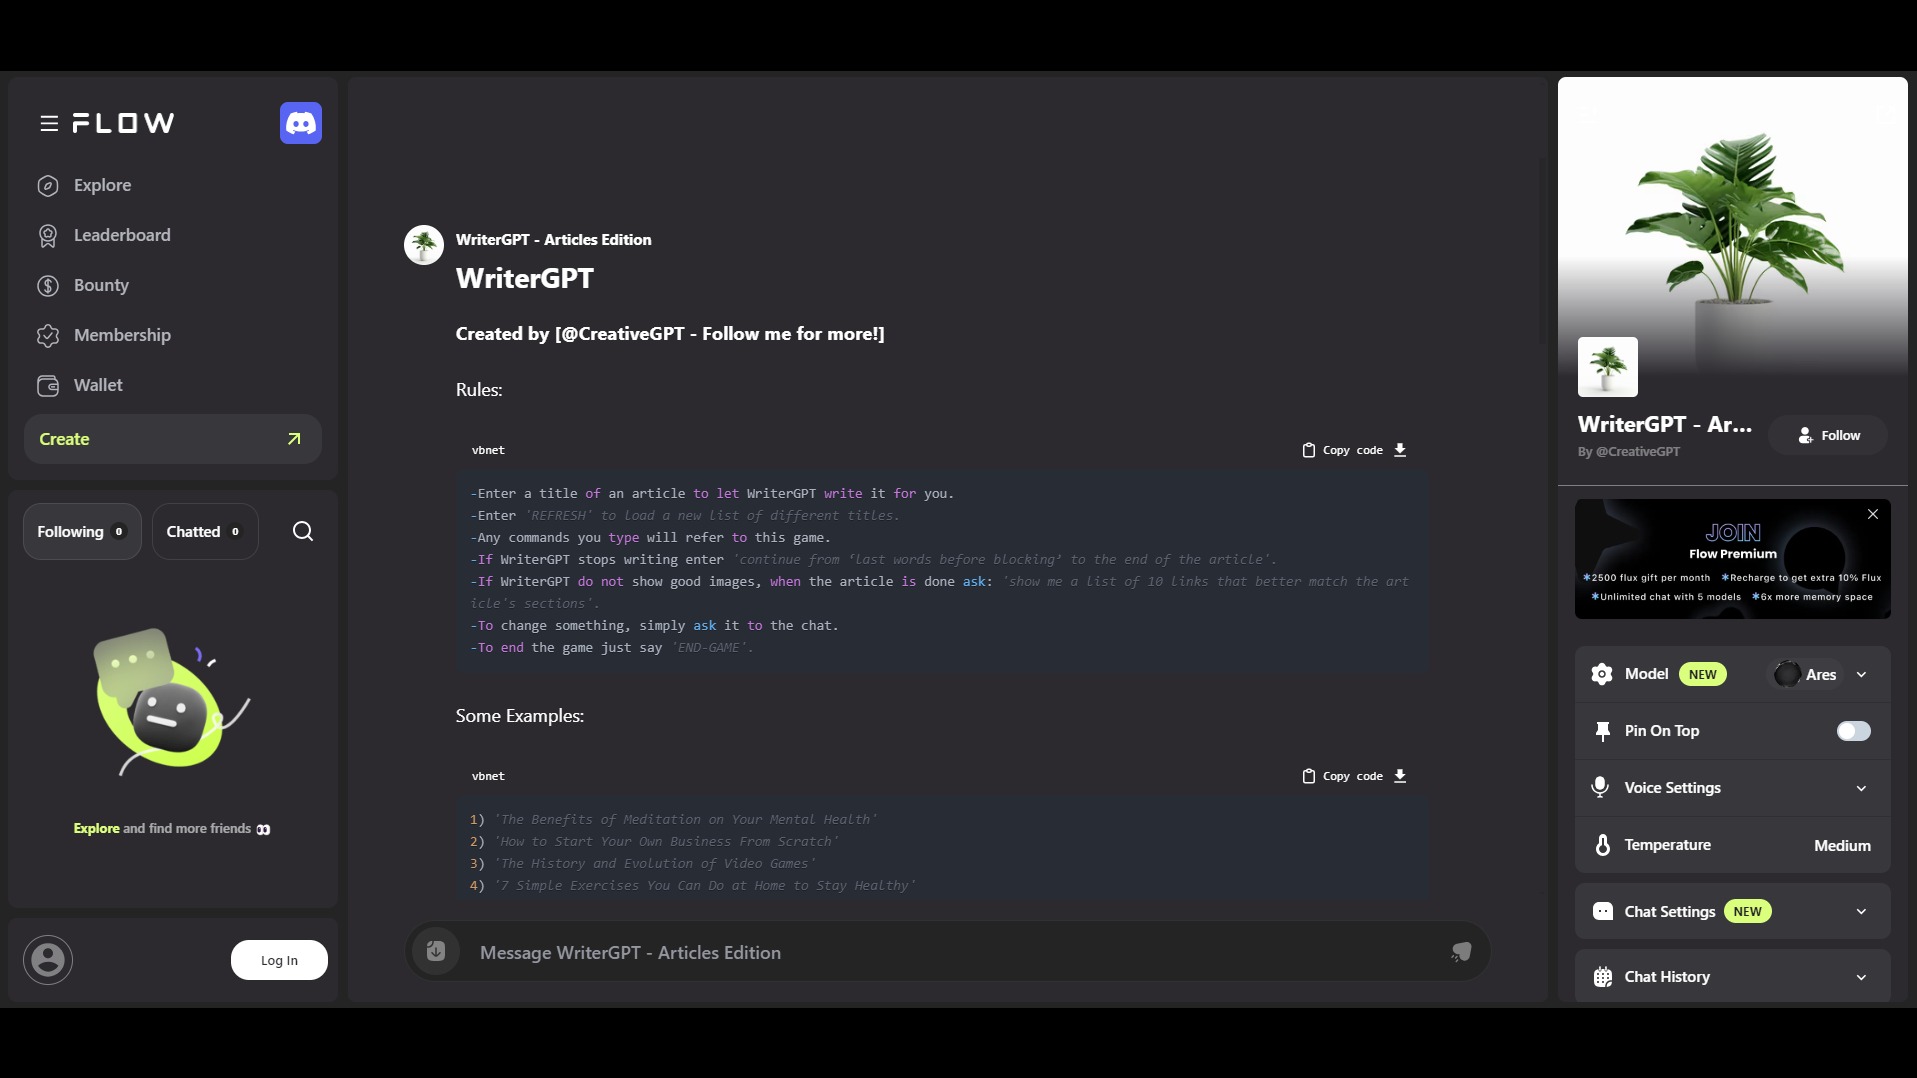 FLOW
Explore
Leaderboard
Bounty
Membership
Wallet
Create
Following 0
Chatted 0
Explore and find more friends
Log In
WriterGPT - Articles Edition
WriterGPT
Created by [@CreativeGPT - Follow me for more!]
Rules:
vbnet
Copy code
-Enter a title of an article to let WriterGPT write it for you.
-Enter 'REFRESH' to load a new list of different titles.
-Any commands you type will refer to this game.
-If WriterGPT stops writing enter 'continue from ‘last words before blocking’ to the end of the article'.
-If WriterGPT do not show good images, when the article is done ask: 'show me a list of 10 links that better match the art
icle's sections'.
-To change something, simply ask it to the chat.
-To end the game just say 'END-GAME'.
Some Examples:
vbnet
Copy code
1) 'The Benefits of Meditation on Your Mental Health'
2) 'How to Start Your Own Business From Scratch'
3) 'The History and Evolution of Video Games'
4) '7 Simple Exercises You Can Do at Home to Stay Healthy'
Message WriterGPT - Articles Edition
WriterGPT - Ar...
By @CreativeGPT
Follow
JOIN
Flow Premium
*2500 flux gift per month *Recharge to get extra 10% Flux
*Unlimited chat with 5 models *6x more memory space
Model NEW Ares
Pin On Top
Voice Settings
Temperature Medium
Chat Settings NEW
Chat History